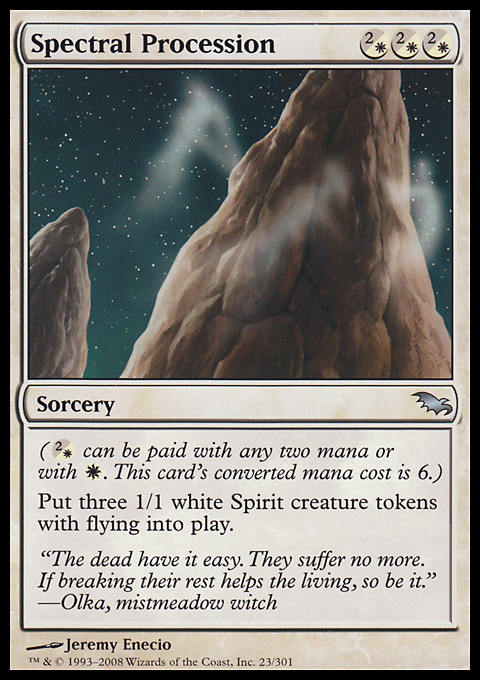 Spectral Procession 2 2 2
Sorcery
( 2 can be paid with any two mana or
with . This card's converted mana cost is 6.)
Put three 1/1 white Spirit creature tokens
with flying into play.
“The dead have it easy. They suffer no more.
If breaking their rest helps the living, so be it.”
—Olka, mistmeadow witch
Jeremy Enecio
™ & © 1993–2008 Wizards of the Coast, Inc. 23/301